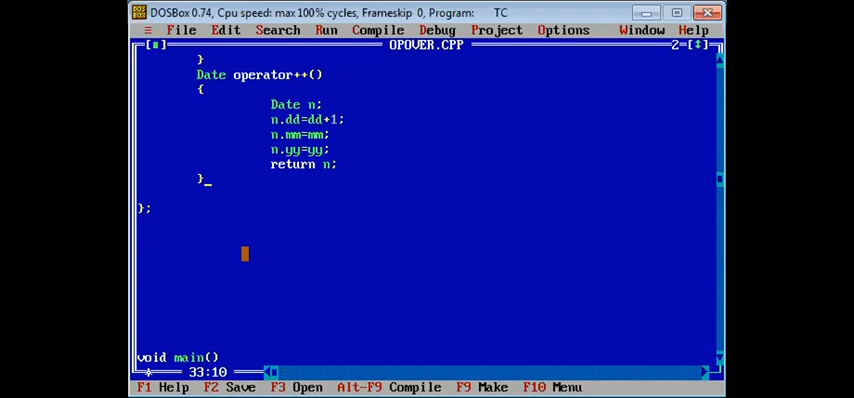 DOSBox 0.74, Cpu speed: max 100% cycles, Frameskip 0, Program: TC
≡ File Edit Search Run Compile Debug Project Options Window Help
[■] OPOVER.CPP 2=[↕]
}
Date operator++()
{
Date n;
n.dd=dd+1;
n.mm=mm;
n.yy=yy;
return n;
}_
};
void main()
* 33:10
F1 Help F2 Save F3 Open Alt-F9 Compile F9 Make F10 Menu